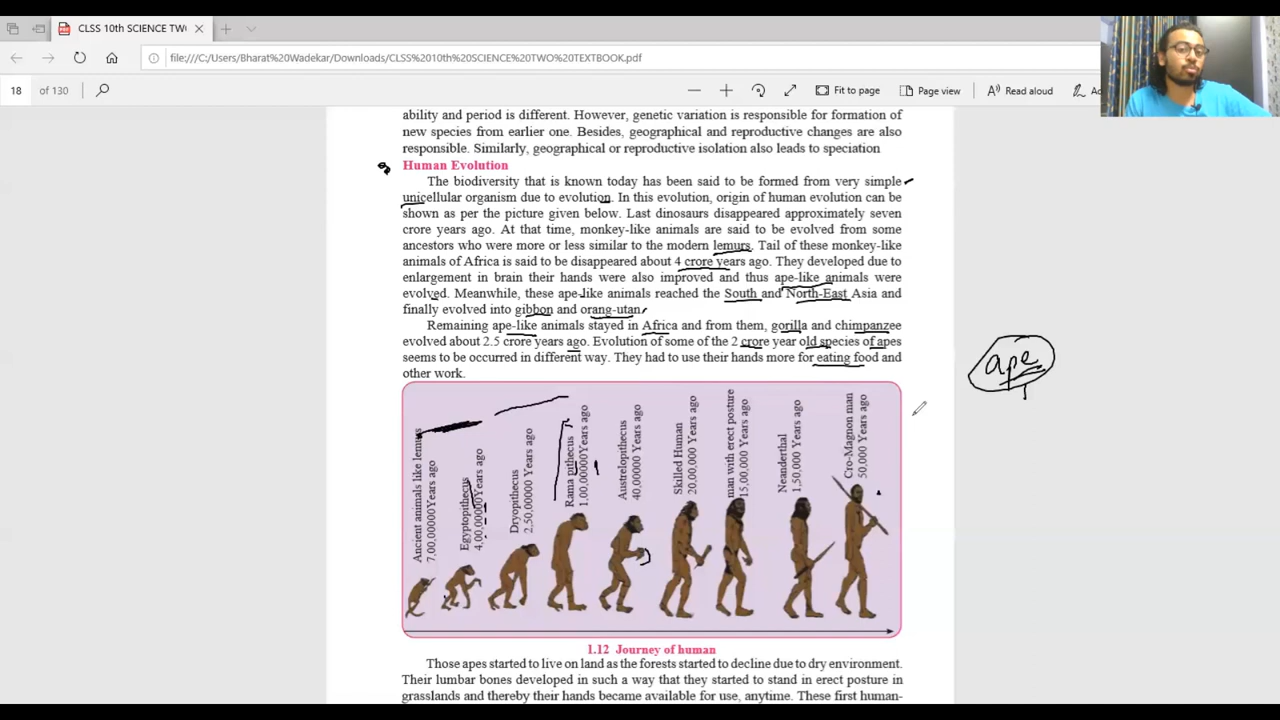 CLSS 10th SCIENCE TWO
file:///C:/Users/Bharat%20Wadekar/Downloads/CLSS%2010th%20SCIENCE%20TWO%20TEXTBOOK.pdf
18 of 130
Fit to page
Page view
Read aloud
ability and period is different. However, genetic variation is responsible for formation of
new species from earlier one. Besides, geographical and reproductive changes are also
responsible. Similarly, geographical or reproductive isolation also leads to speciation
Human Evolution
The biodiversity that is known today has been said to be formed from very simple
unicellular organism due to evolution. In this evolution, origin of human evolution can be
shown as per the picture given below. Last dinosaurs disappeared approximately seven
crore years ago. At that time, monkey-like animals are said to be evolved from some
ancestors who were more or less similar to the modern lemurs. Tail of these monkey-like
animals of Africa is said to be disappeared about 4 crore years ago. They developed due to
enlargement in brain their hands were also improved and thus ape-like animals were
evolved. Meanwhile, these ape-like animals reached the South and North-East Asia and
finally evolved into gibbon and orang-utan
Remaining ape-like animals stayed in Africa and from them, gorilla and chimpanzee
evolved about 2.5 crore years ago. Evolution of some of the 2 crore year old species of apes
seems to be occurred in different way. They had to use their hands more for eating food and
other work.
ape
Ancient animals like lemurs
7,00,00000Years ago
Egyptopithecus
4,00,00000Years ago
Dryopithecus
2,50,00000 Years ago
Rama pithecus
1,00,00000Years ago
Austrelopithecus
40,00000 Years ago
Skilled Human
20,00,000 Years ago
man with erect posture
15,00,000 Years ago
Neanderthal
1,50,000 Years ago
Cro-Magnon man
50,000 Years ago
1.12 Journey of human
Those apes started to live on land as the forests started to decline due to dry environment.
Their lumbar bones developed in such a way that they started to stand in erect posture in
grasslands and thereby their hands became available for use, anytime. These first human-